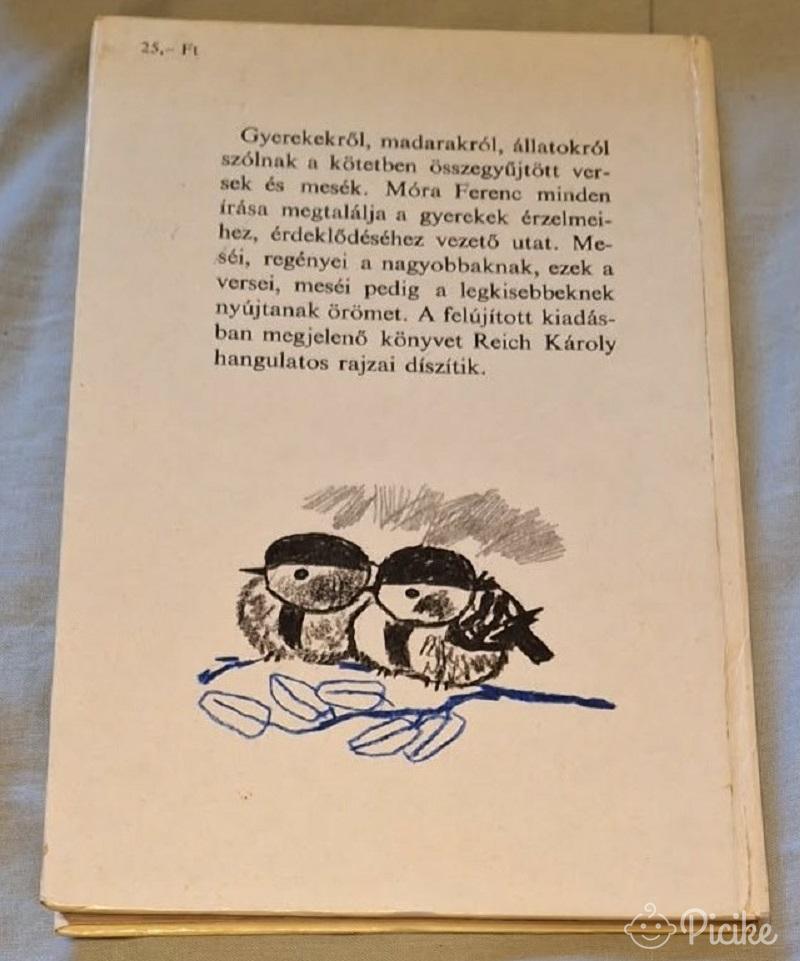 25,– Ft
Gyerekekről, madarakról, állatokról
szólnak a kötetben összegyűjtött ver-
sek és mesék. Móra Ferenc minden
írása megtalálja a gyerekek érzelmei-
hez, érdeklődéséhez vezető utat. Me-
séi, regényei a nagyobbaknak, ezek a
versei, meséi pedig a legkisebbeknek
nyújtanak örömet. A felújított kiadás-
ban megjelenő könyvet Reich Károly
hangulatos rajzai díszítik.
Picike